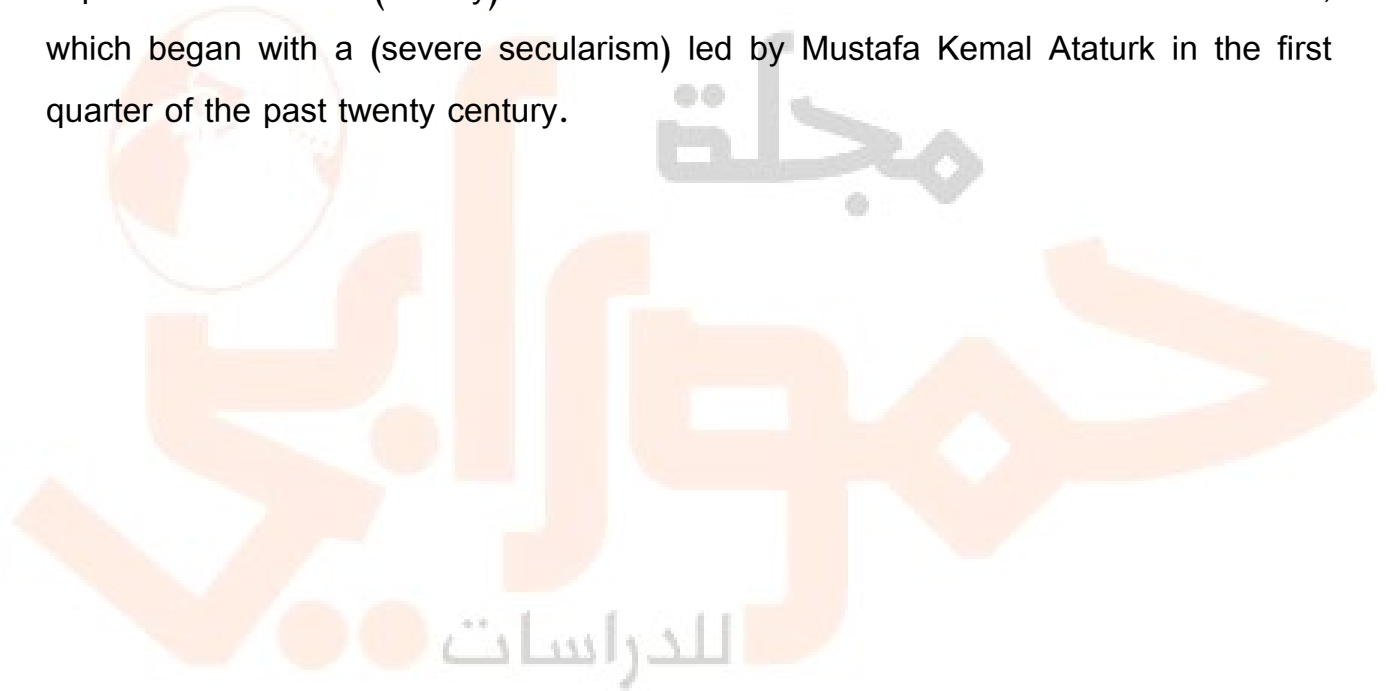 which began with a (severe secularism) led by Mustafa Kemal Ataturk in the first
quarter of the past twenty century.
مجلة
حمورابي
للدراسات